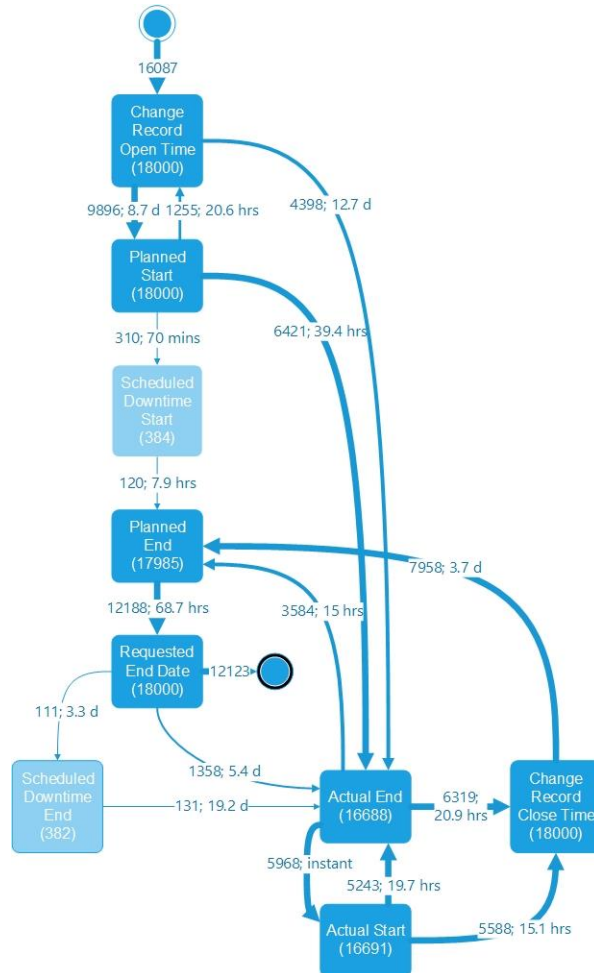 16087
Change
Record
Open Time
(18000)
9896; 8.7 d
1255; 20.6 hrs
4398; 12.7 d
Planned
Start
(18000)
6421; 39.4 hrs
310; 70 mins
Scheduled
Downtime
Start
(384)
120; 7.9 hrs
Planned
End
(17985)
7958; 3.7 d
12188; 68.7 hrs
3584; 15 hrs
Requested
End Date
(18000)
12123
111; 3.3 d
1358; 5.4 d
Scheduled
Downtime
End
(382)
131; 19.2 d
Actual End
(16688)
6319;
20.9 hrs
Change
Record
Close Time
(18000)
5968; instant
5243; 19.7 hrs
Actual Start
(16691)
5588; 15.1 hrs